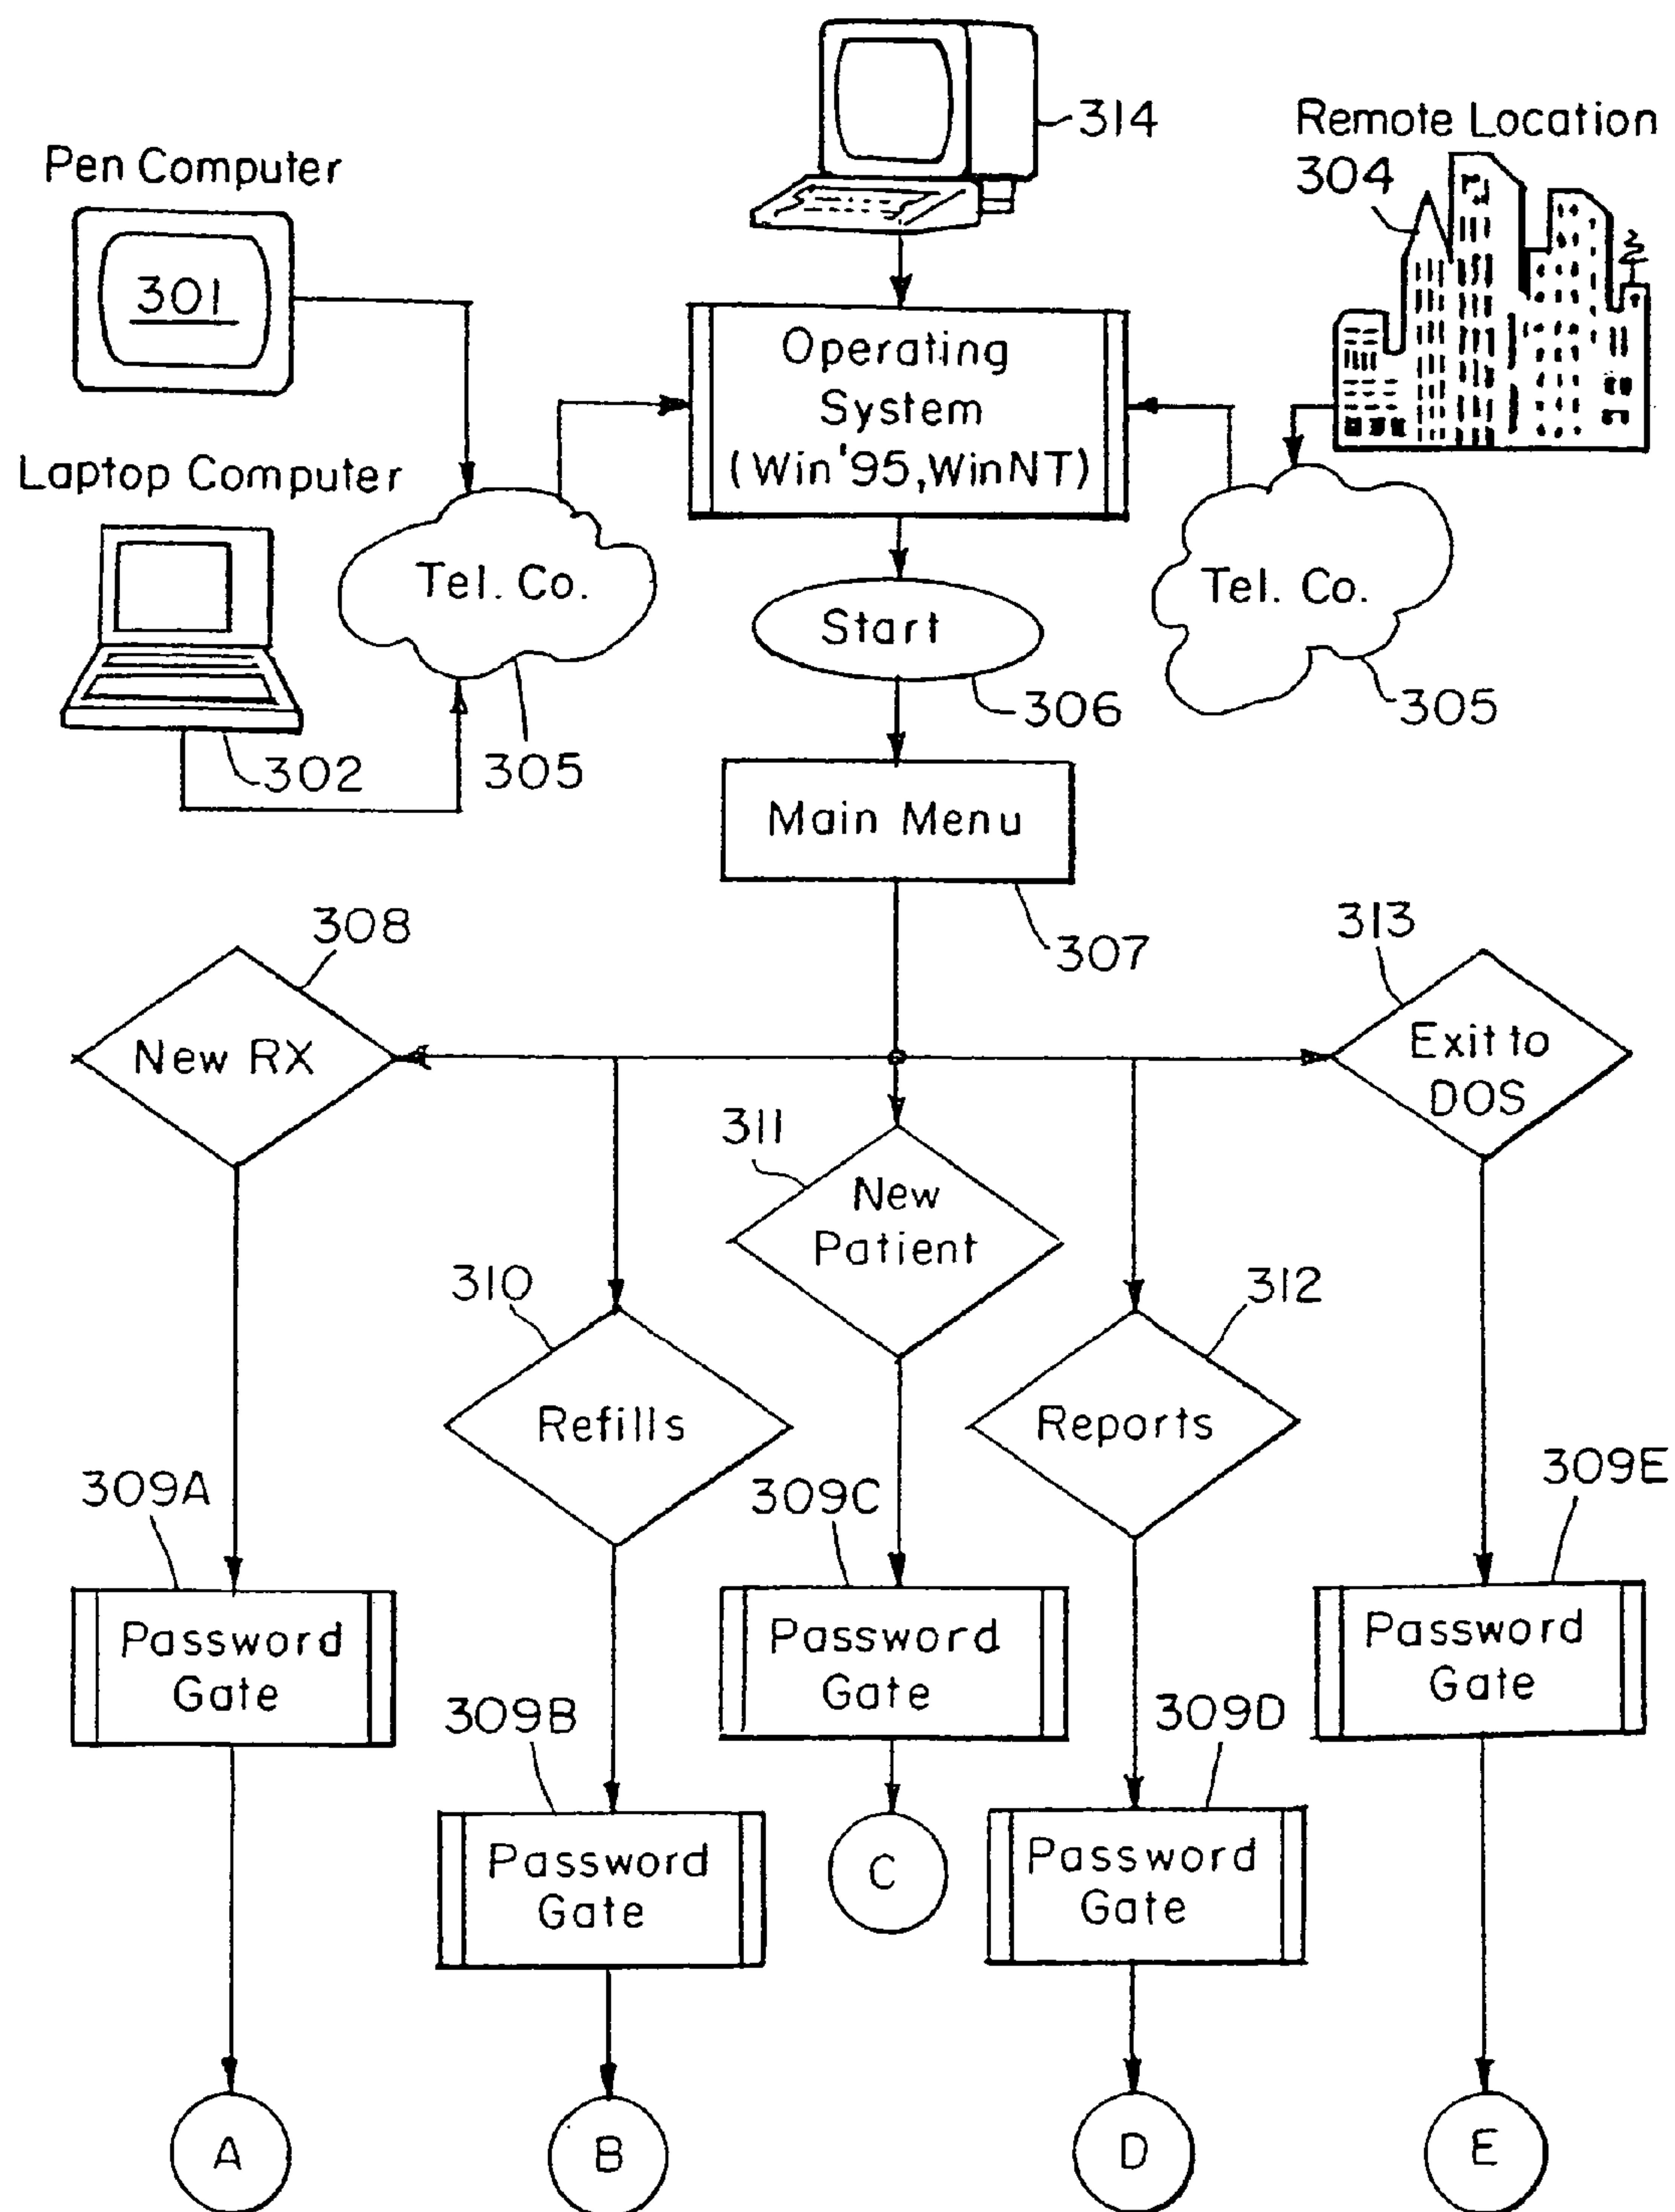 314
Remote Location
304
Pen Computer
301
Operating
System
(Win'95,WinNT)
Laptop Computer
302
Tel. Co.
305
Tel. Co.
305
Start
306
Main Menu
307
308
New RX
313
Exit to
DOS
311
New
Patient
310
Refills
312
Reports
309A
Password
Gate
309B
Password
Gate
309C
Password
Gate
309D
Password
Gate
309E
Password
Gate
C
A
B
D
E